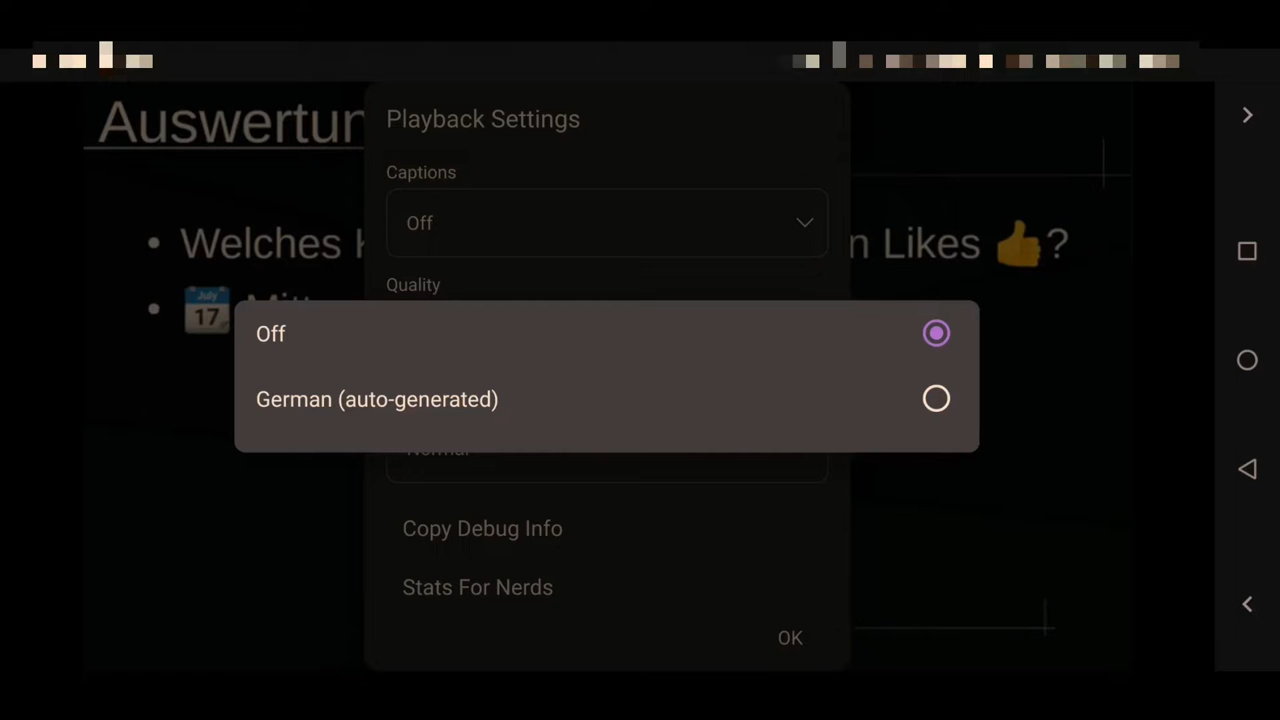 Auswertun
Playback Settings
Captions
Off
Welches
n Likes 👍?
Quality
July
17
Off
German (auto-generated)
Normal
Copy Debug Info
Stats For Nerds
OK